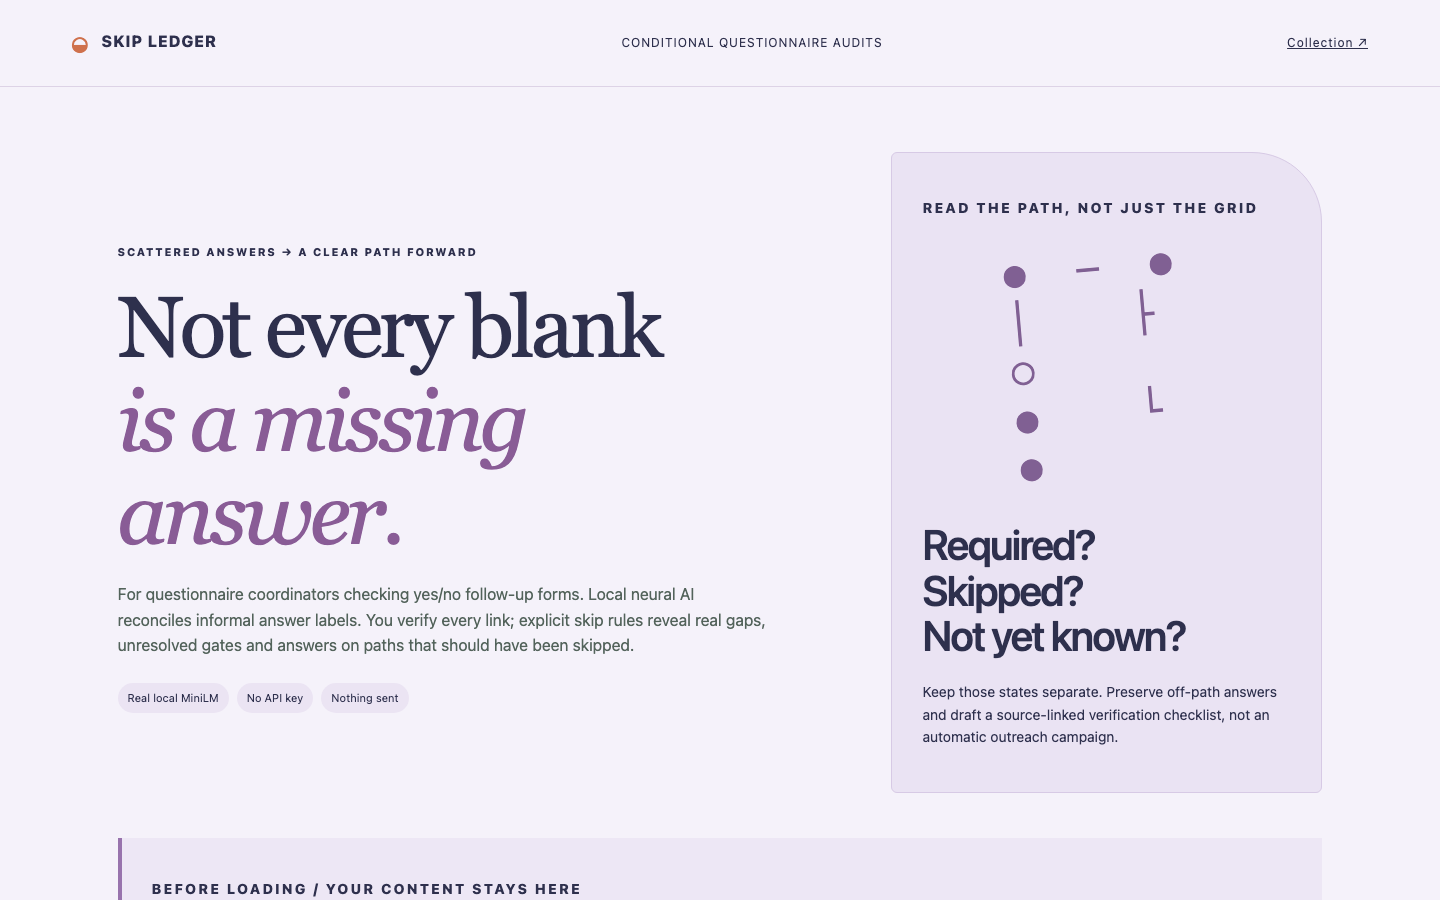 SKIP LEDGER
CONDITIONAL QUESTIONNAIRE AUDITS
Collection ↗
SCATTERED ANSWERS → A CLEAR PATH FORWARD
Not every blank
is a missing
answer.
For questionnaire coordinators checking yes/no follow-up forms. Local neural AI
reconciles informal answer labels. You verify every link; explicit skip rules reveal real gaps,
unresolved gates and answers on paths that should have been skipped.
Real local MiniLM
No API key
Nothing sent
READ THE PATH, NOT JUST THE GRID
Required?
Skipped?
Not yet known?
Keep those states separate. Preserve off-path answers
and draft a source-linked verification checklist, not an
automatic outreach campaign.
BEFORE LOADING / YOUR CONTENT STAYS HERE